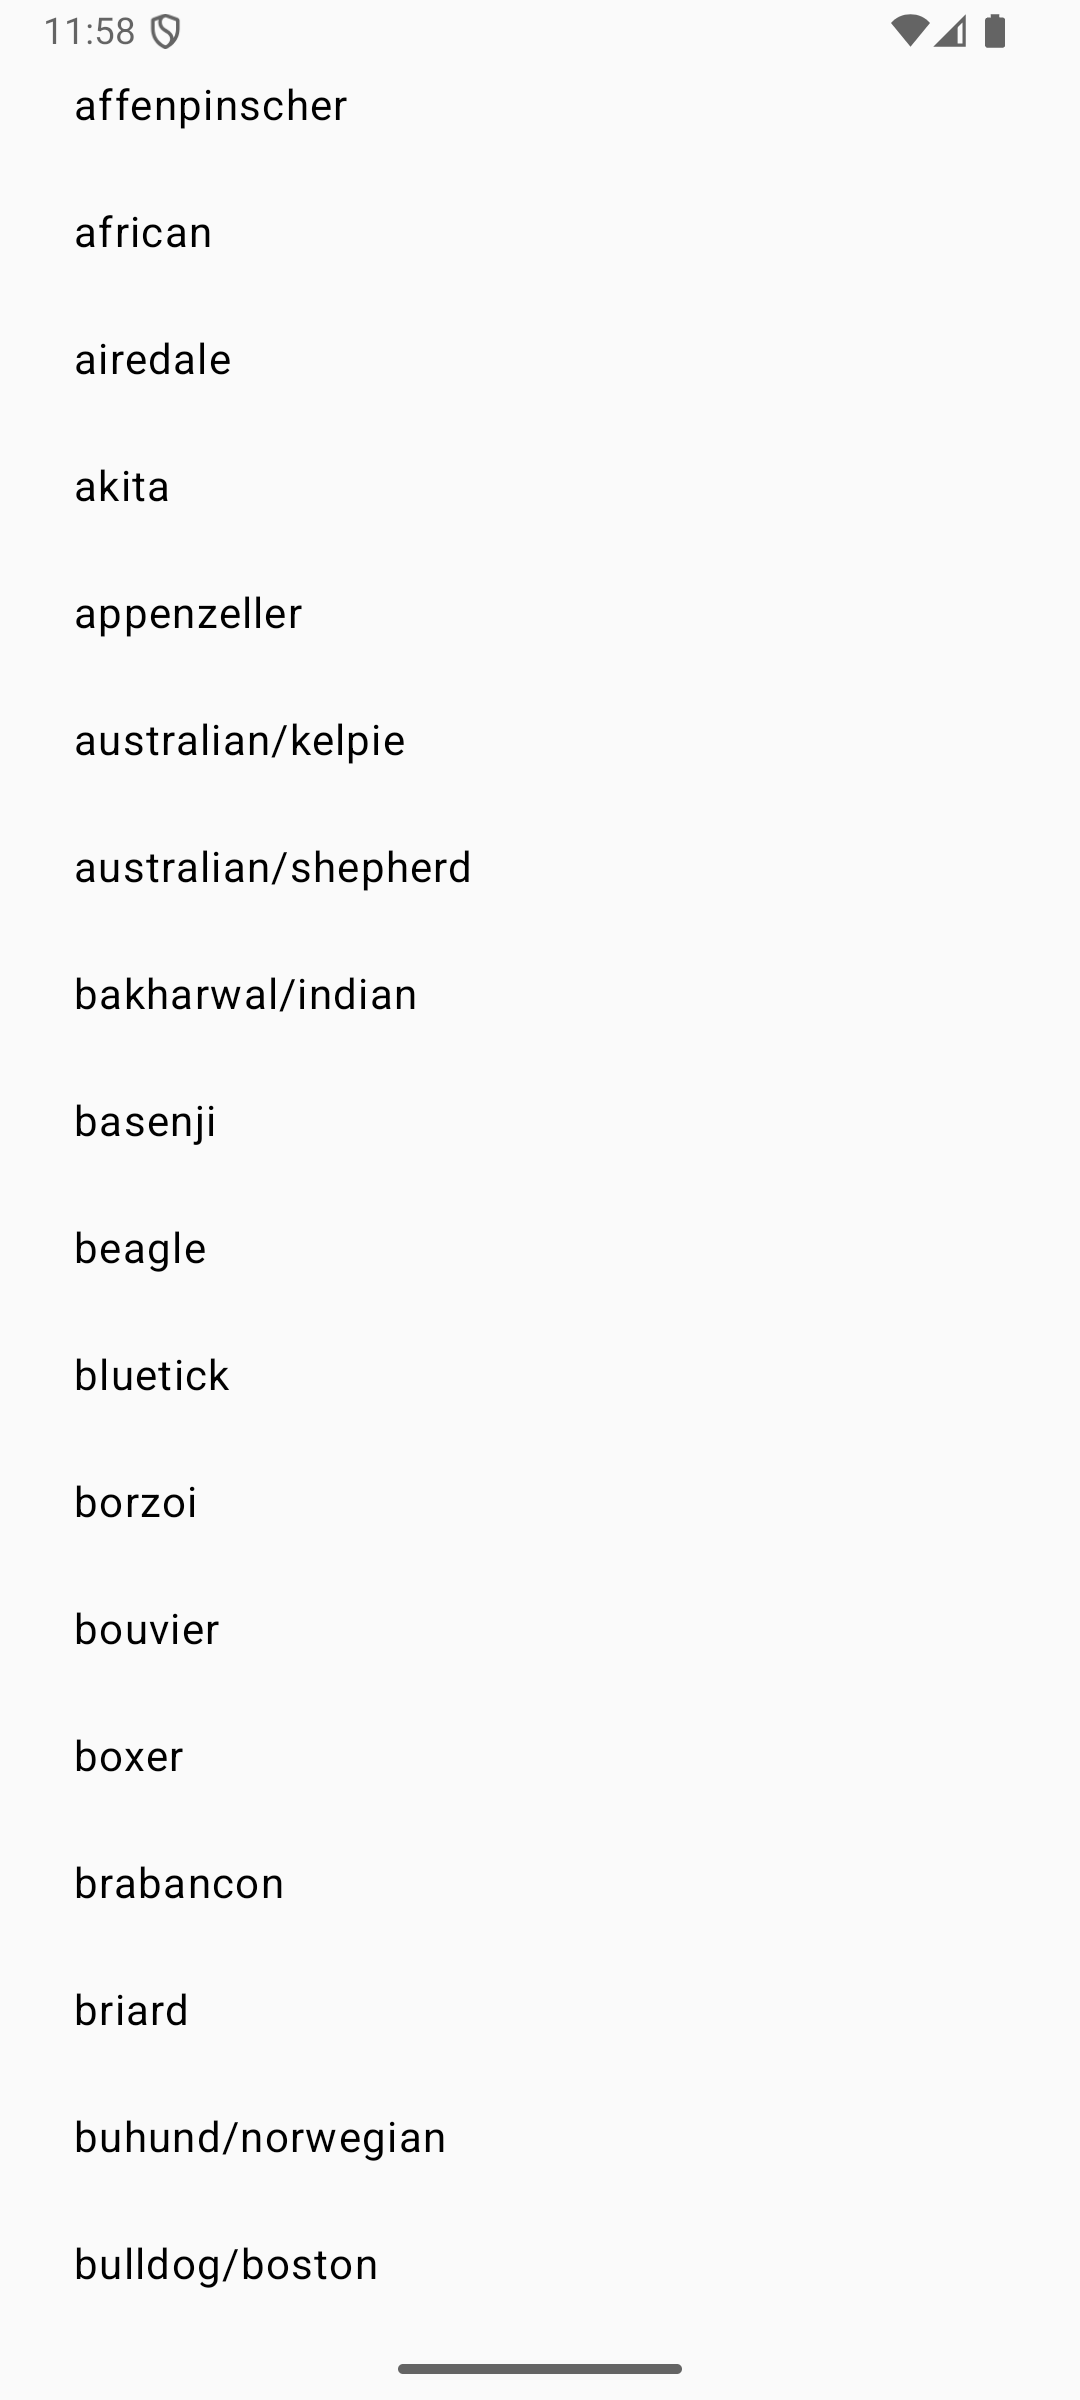 11:58
affenpinscher
african
airedale
akita
appenzeller
australian/kelpie
australian/shepherd
bakharwal/indian
basenji
beagle
bluetick
borzoi
bouvier
boxer
brabancon
briard
buhund/norwegian
bulldog/boston